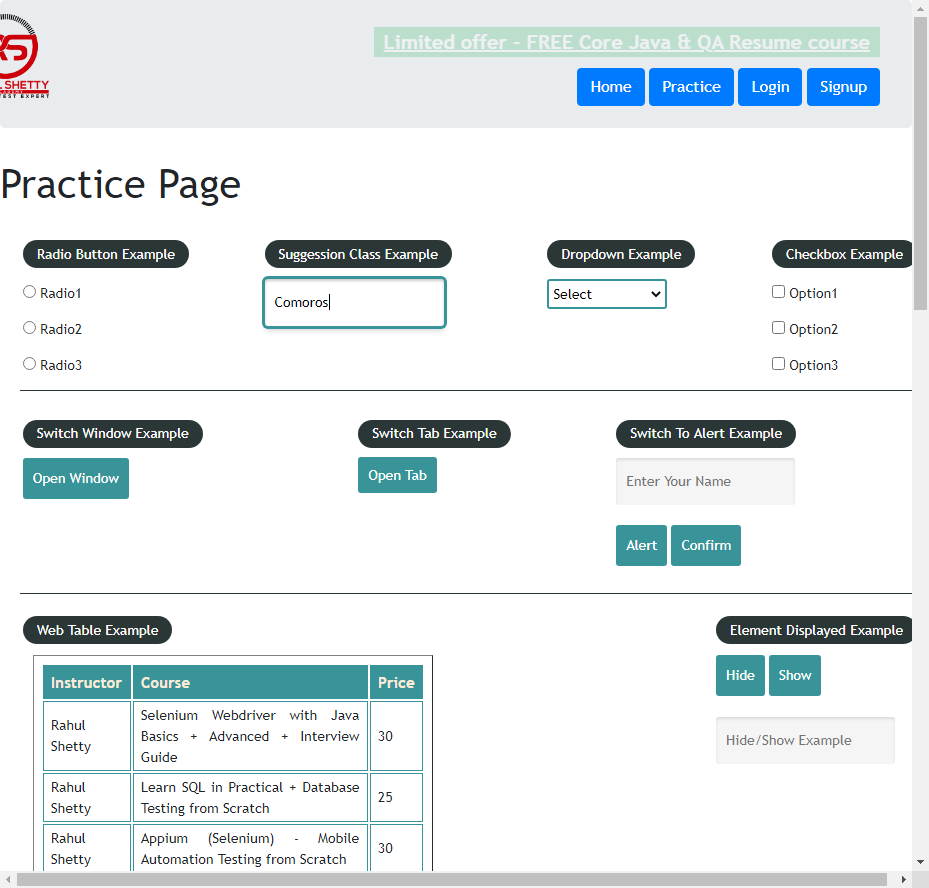 RS
L SHETTY
ACADEMY
TEST EXPERT
Limited offer - FREE Core Java & QA Resume course
Home Practice Login Signup
Practice Page
Radio Button Example
Radio1
Radio2
Radio3
Suggession Class Example
Comoros
Dropdown Example
Select
Checkbox Example
Option1
Option2
Option3
Switch Window Example
Open Window
Switch Tab Example
Open Tab
Switch To Alert Example
Enter Your Name
Alert Confirm
Web Table Example
Instructor Course Price
Rahul Shetty Selenium Webdriver with Java
Basics + Advanced + Interview
Guide 30
Rahul Shetty Learn SQL in Practical + Database
Testing from Scratch 25
Rahul Shetty Appium (Selenium) - Mobile
Automation Testing from Scratch 30
Element Displayed Example
Hide Show
Hide/Show Example